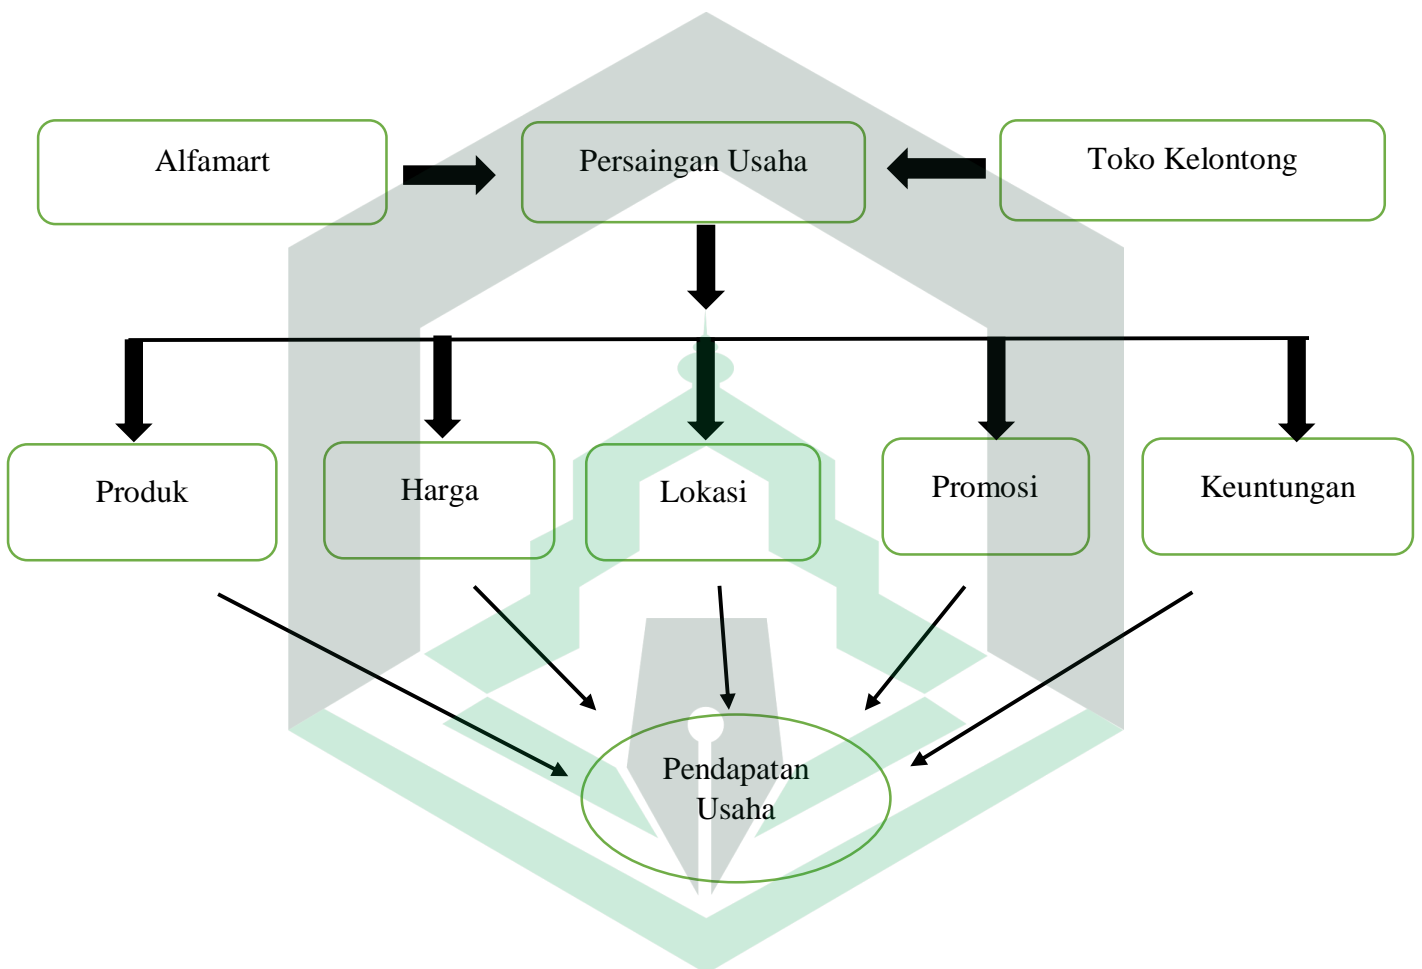 Alfamart
Persaingan Usaha
Toko Kelontong
Produk
Harga
Lokasi
Promosi
Keuntungan
Pendapatan
Usaha